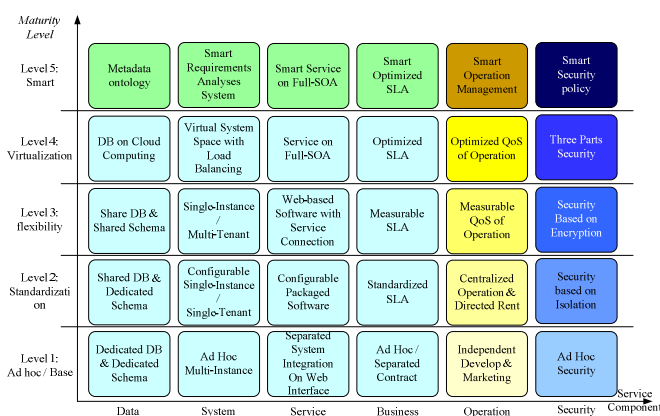 Maturity
Level
Level 5:
Smart
Metadata
ontology
Smart
Requirements
Analyses
System
Smart Service
on Full-SOA
Smart
Optimized
SLA
Smart
Operation
Management
Smart
Security
policy
Level 4:
Virtualization
DB on Cloud
Computing
Virtual System
Space with
Load
Balancing
Service on
Full-SOA
Optimized
SLA
Optimized QoS
of Operation
Three Parts
Security
Level 3:
flexibility
Share DB &
Shared Schema
Single-Instance
/
Multi-Tenant
Web-based
Software with
Service
Connection
Measurable
SLA
Measurable
QoS of
Operation
Security
Based on
Encryption
Level 2:
Standardizati
on
Shared DB &
Dedicated
Schema
Configurable
Single-Instance
/
Single-Tenant
Configurable
Packaged
Software
Standardized
SLA
Centralized
Operation &
Directed Rent
Security
based on
Isolation
Level 1:
Ad hoc / Base
Dedicated DB
& Dedicated
Schema
Ad Hoc
Multi-Instance
Separated
System
Integration
On Web
Interface
Ad Hoc /
Separated
Contract
Independent
Develop &
Marketing
Ad Hoc
Security
Data
System
Service
Business
Operation
Security
Service
Component